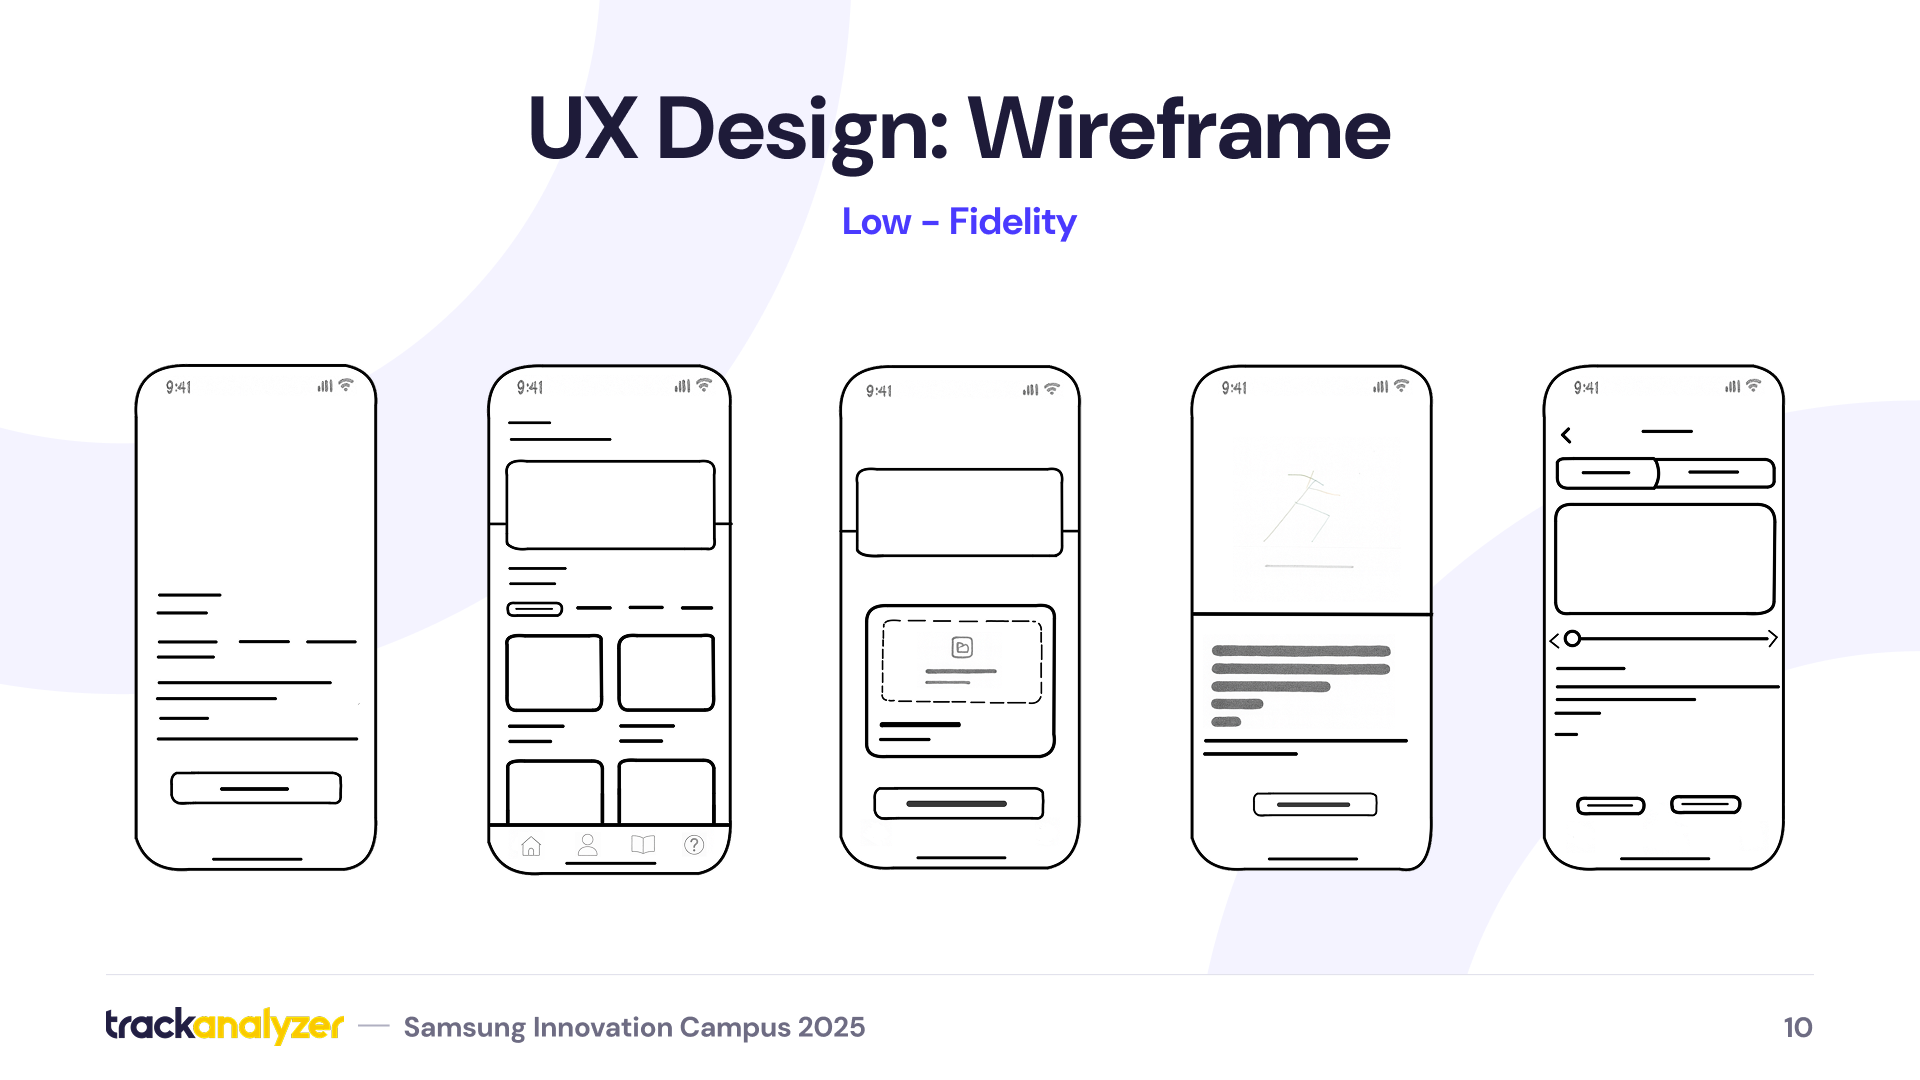 UX Design: Wireframe
Low - Fidelity
9:41
9:41
9:41
9:41
9:41
?
trackanalyzer — Samsung Innovation Campus 2025
10